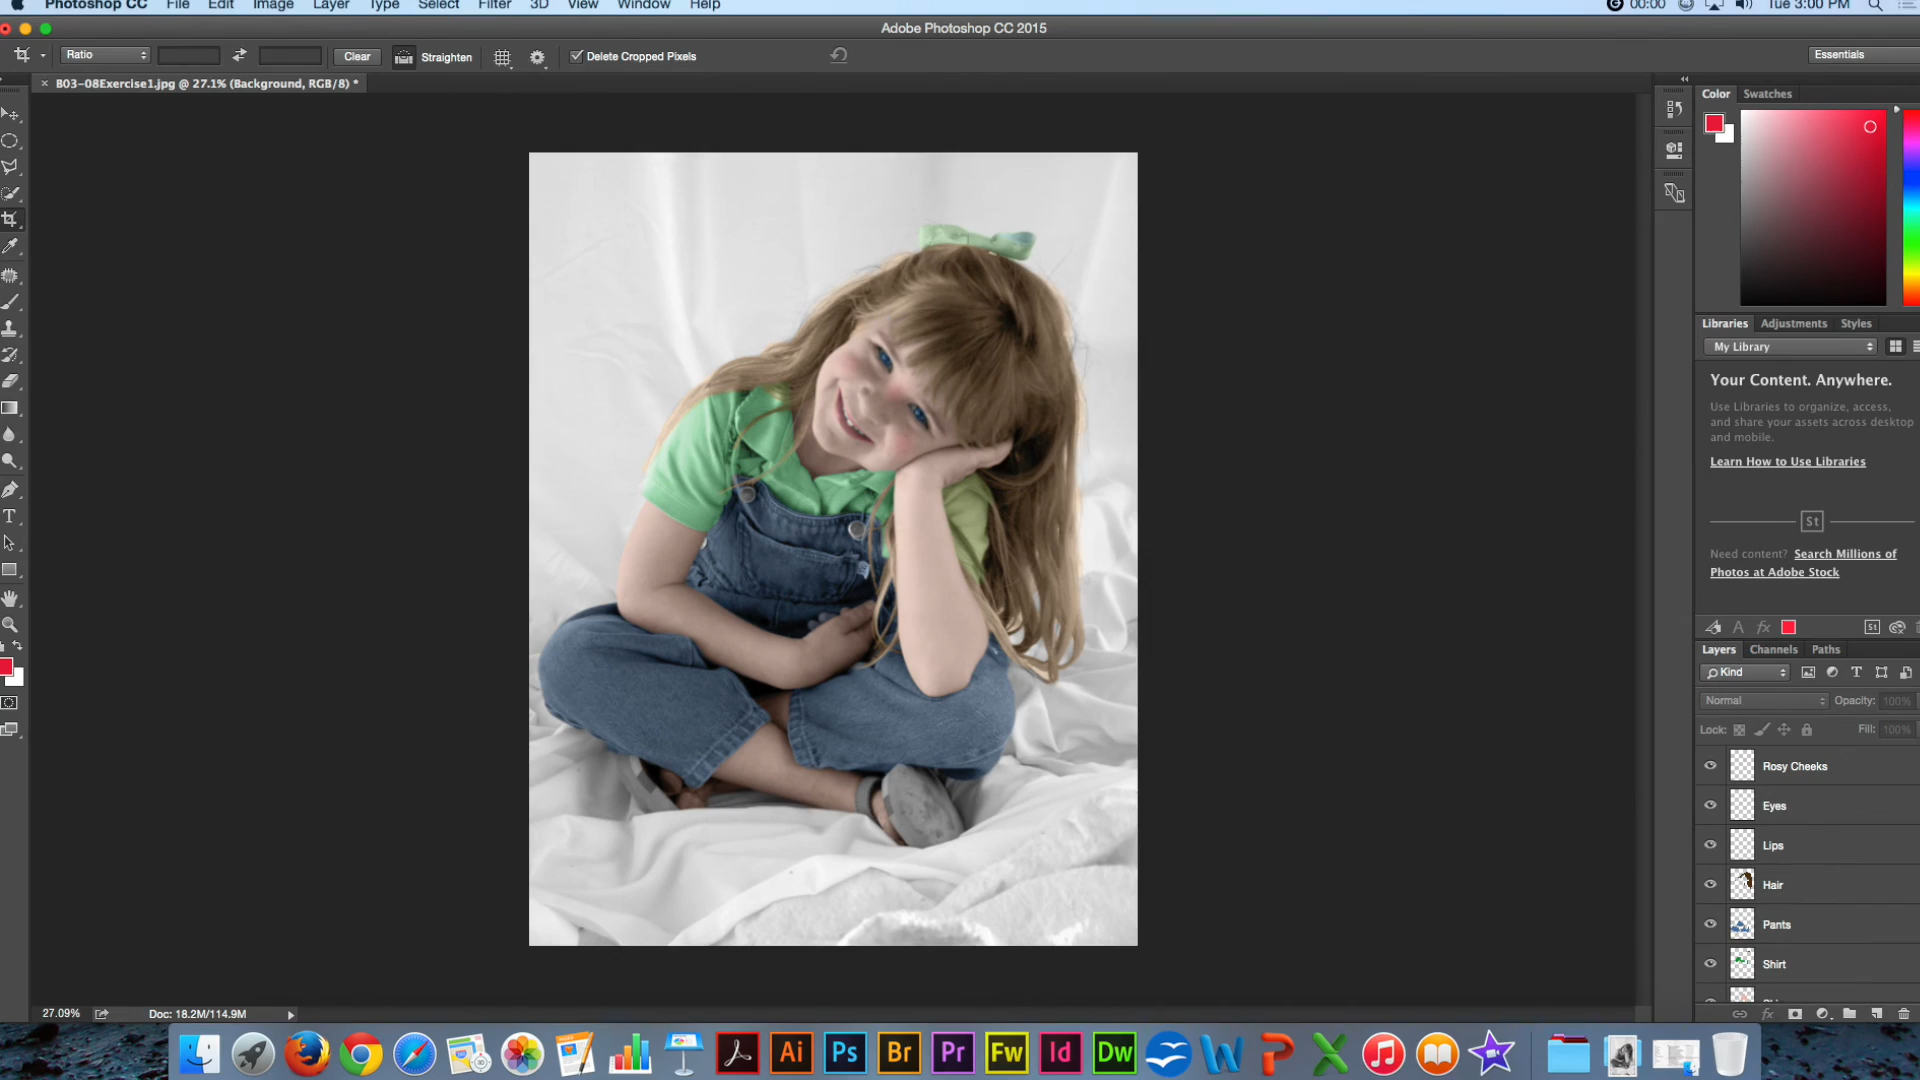 Photoshop CC File Edit Image Layer Type Select Filter 3D View Window Help 00:00 Tue 3:00 PM
Adobe Photoshop CC 2015
Ratio Clear Straighten Delete Cropped Pixels Essentials
B03-08Exercise1.jpg @ 27.1% (Background, RGB/8) *
Color Swatches
Libraries Adjustments Styles
My Library
Your Content. Anywhere.
Use Libraries to organize, access,
and share your assets across desktop
and mobile.
Learn How to Use Libraries
St
Need content? Search Millions of
Photos at Adobe Stock
A fx St
Layers Channels Paths
Kind T
Normal Opacity: 100%
Lock: Fill: 100%
Rosy Cheeks
Eyes
Lips
Hair
Pants
Shirt
fx
27.09% Doc: 18.2M/114.9M
Ai Ps Br Pr Fw Id Dw